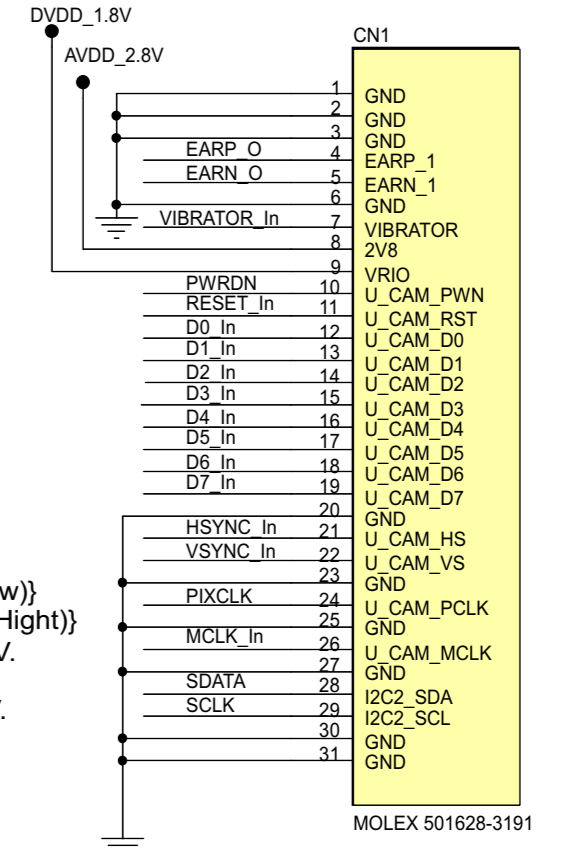 DVDD_1.8V
AVDD_2.8V
CN1
1 GND
2 GND
3 GND
EARP_O 4 EARP_1
EARN_O 5 EARN_1
6 GND
VIBRATOR_In 7 VIBRATOR
8 2V8
9 VRIO
PWRDN 10 U_CAM_PWN
RESET_In 11 U_CAM_RST
D0_In 12 U_CAM_D0
D1_In 13 U_CAM_D1
D2_In 14 U_CAM_D2
D3_In 15 U_CAM_D3
D4_In 16 U_CAM_D4
D5_In 17 U_CAM_D5
D6_In 18 U_CAM_D6
D7_In 19 U_CAM_D7
20 GND
HSYNC_In 21 U_CAM_HS
VSYNC_In 22 U_CAM_VS
23 GND
w)}
PIXCLK 24 U_CAM_PCLK
Hight)}
25 GND
V.
MCLK_In 26 U_CAM_MCLK
27 GND
SDATA 28 I2C2_SDA
SCLK 29 I2C2_SCL
30 GND
31 GND
MOLEX 501628-3191